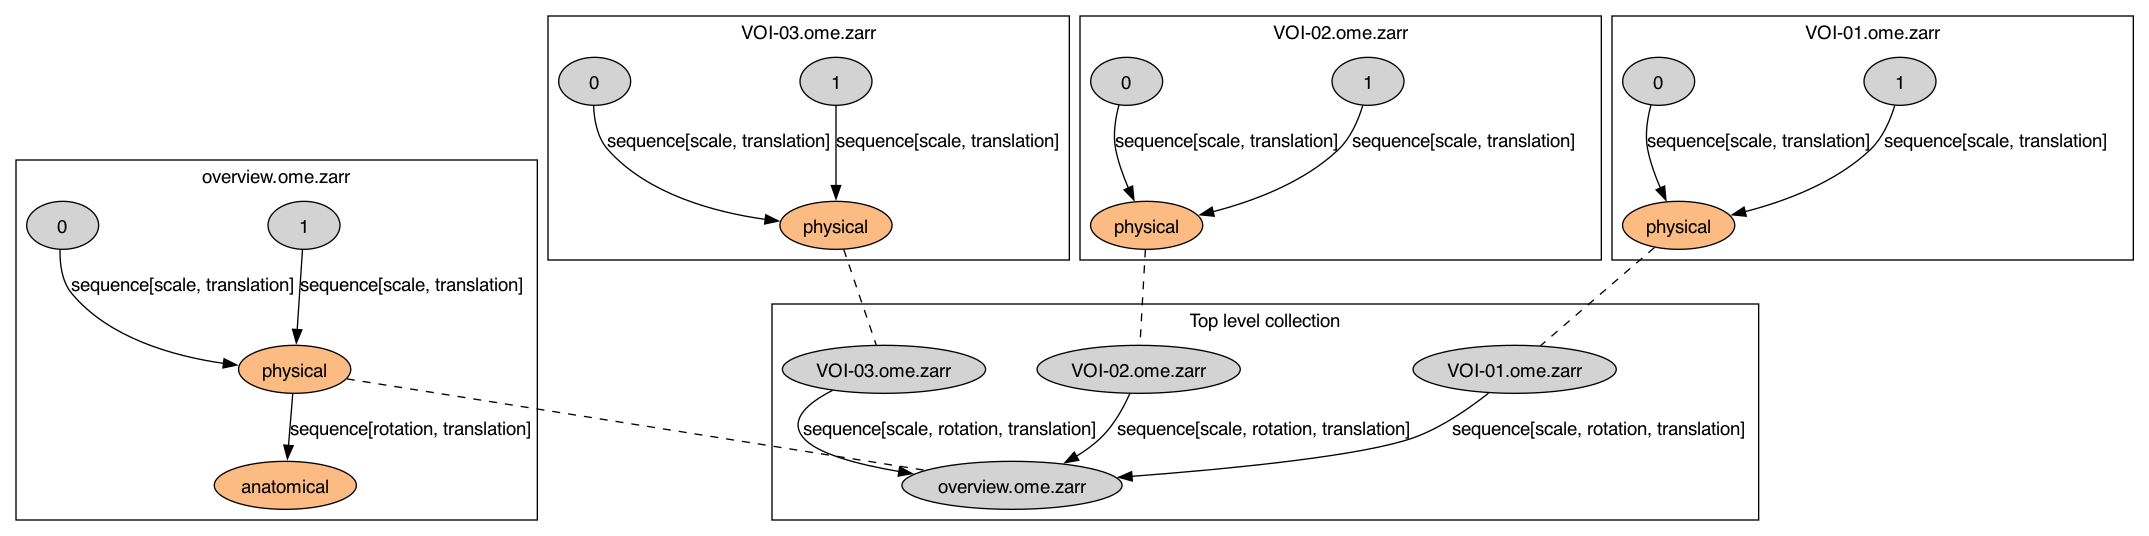 VOI-03.ome.zarr
0
1
sequence[scale, translation]
sequence[scale, translation]
physical
VOI-02.ome.zarr
0
1
sequence[scale, translation]
sequence[scale, translation]
physical
VOI-01.ome.zarr
0
1
sequence[scale, translation]
sequence[scale, translation]
physical
overview.ome.zarr
0
1
sequence[scale, translation]
sequence[scale, translation]
physical
sequence[rotation, translation]
anatomical
Top level collection
VOI-03.ome.zarr
VOI-02.ome.zarr
VOI-01.ome.zarr
sequence[scale, rotation, translation]
sequence[scale, rotation, translation]
sequence[scale, rotation, translation]
overview.ome.zarr